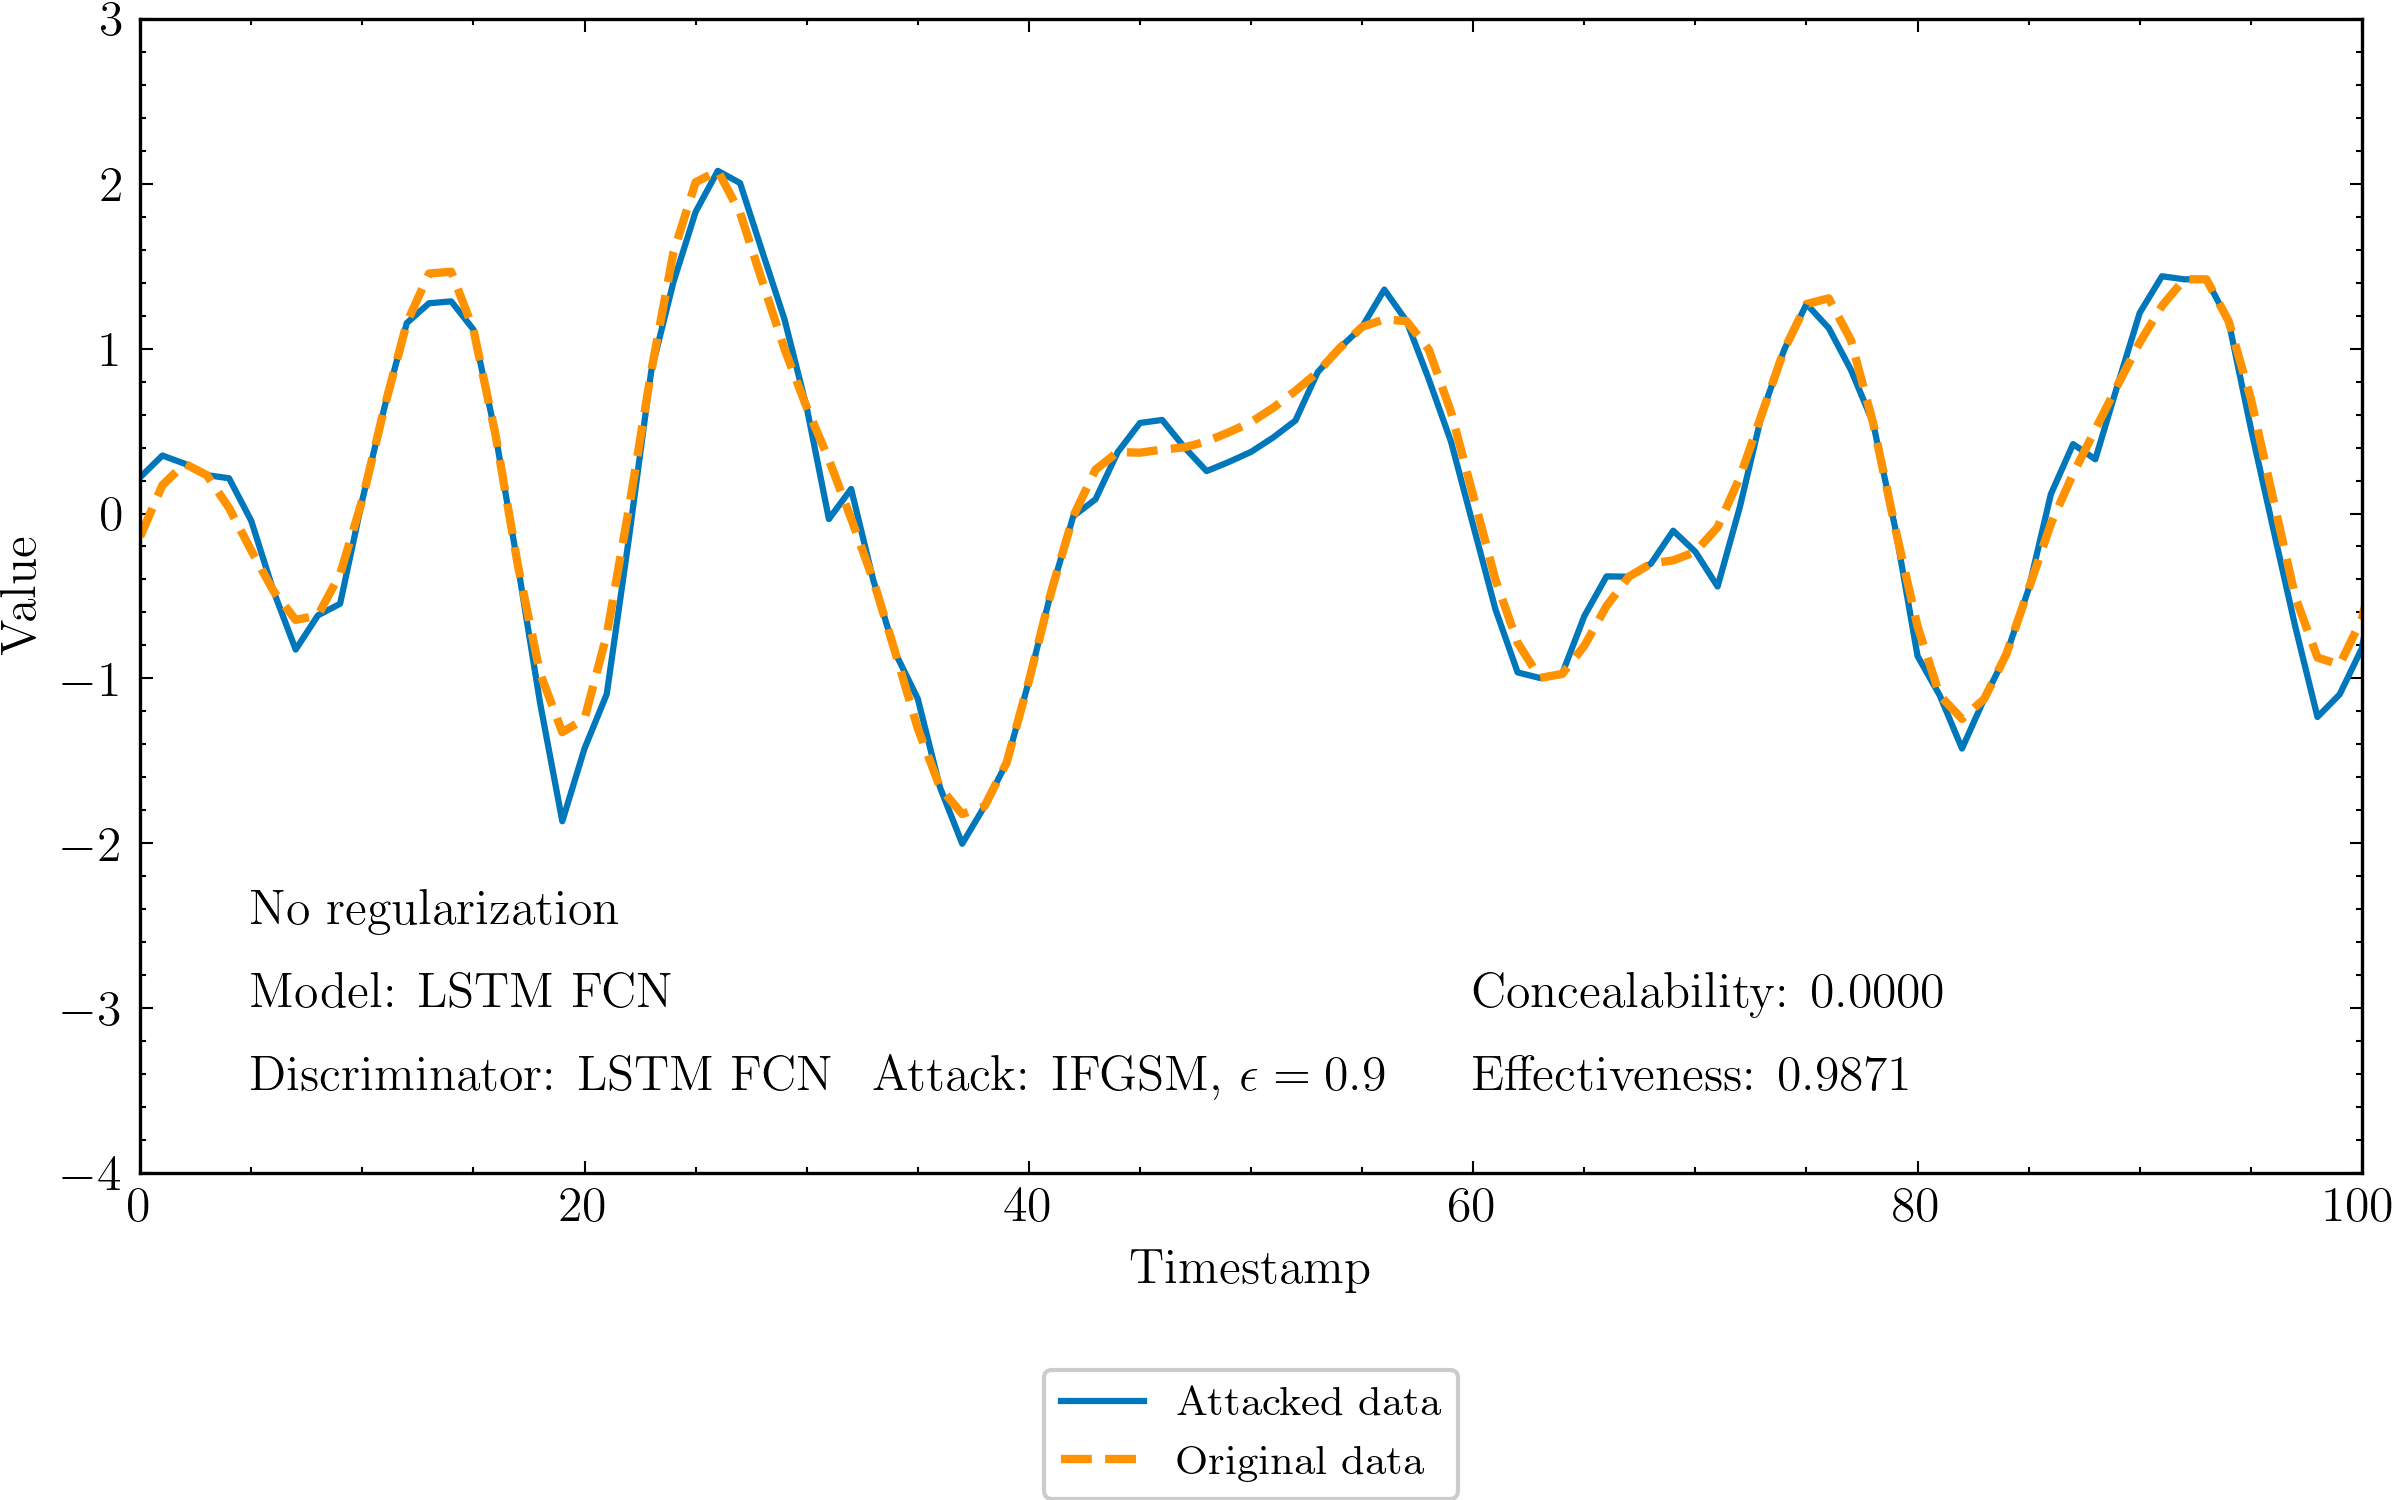 3
2
1
0
−1
−2
−3
−4
Value
No regularization
Model: LSTM FCN
Concealability: 0.0000
Discriminator: LSTM FCN
Attack: IFGSM, ϵ = 0.9
Effectiveness: 0.9871
0
20
40
60
80
100
Timestamp
Attacked data
Original data